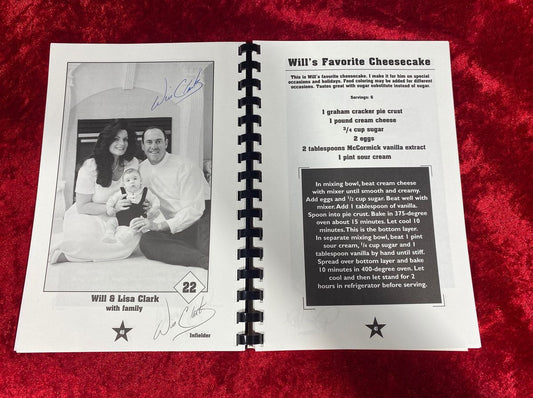 Will Clark
Will & Lisa Clark
with family
22
Will Clark
Infielder
Will's Favorite Cheesecake
This is Will's favorite cheesecake. I make it for him on special
occasions and holidays. Food coloring may be added for different
occasions. Tastes great with sugar substitute instead of sugar.
Servings: 6
1 graham cracker pie crust
1 pound cream cheese
3/4 cup sugar
2 eggs
2 tablespoons McCormick vanilla extract
1 pint sour cream
In mixing bowl, beat cream cheese
with mixer until smooth and creamy.
Add eggs and 1/2 cup sugar. Beat well with
mixer. Add 1 tablespoon of vanilla.
Spoon into pie crust. Bake in 375-degree
oven about 15 minutes. Let cool 10
minutes. This is the bottom layer.
In separate mixing bowl, beat 1 pint
sour cream, 1/4 cup sugar and 1
tablespoon vanilla by hand until stiff.
Spread over bottom layer and bake
10 minutes in 400-degree oven. Let
cool and then let stand for 2
hours in refrigerator before serving.